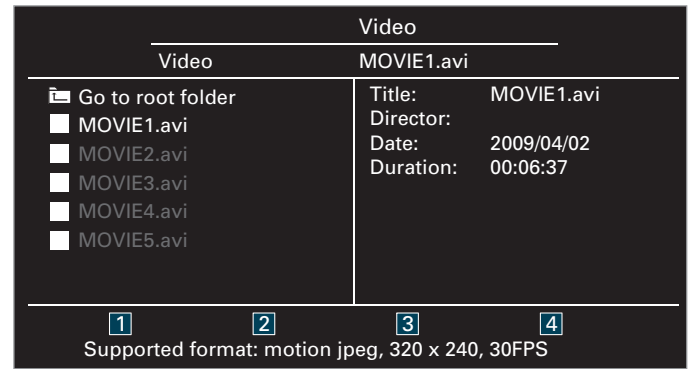 Video
Video MOVIE1.avi
Go to root folder
MOVIE1.avi
MOVIE2.avi
MOVIE3.avi
MOVIE4.avi
MOVIE5.avi
Title: MOVIE1.avi
Director:
Date: 2009/04/02
Duration: 00:06:37
1 2 3 4
Supported format: motion jpeg, 320 x 240, 30FPS